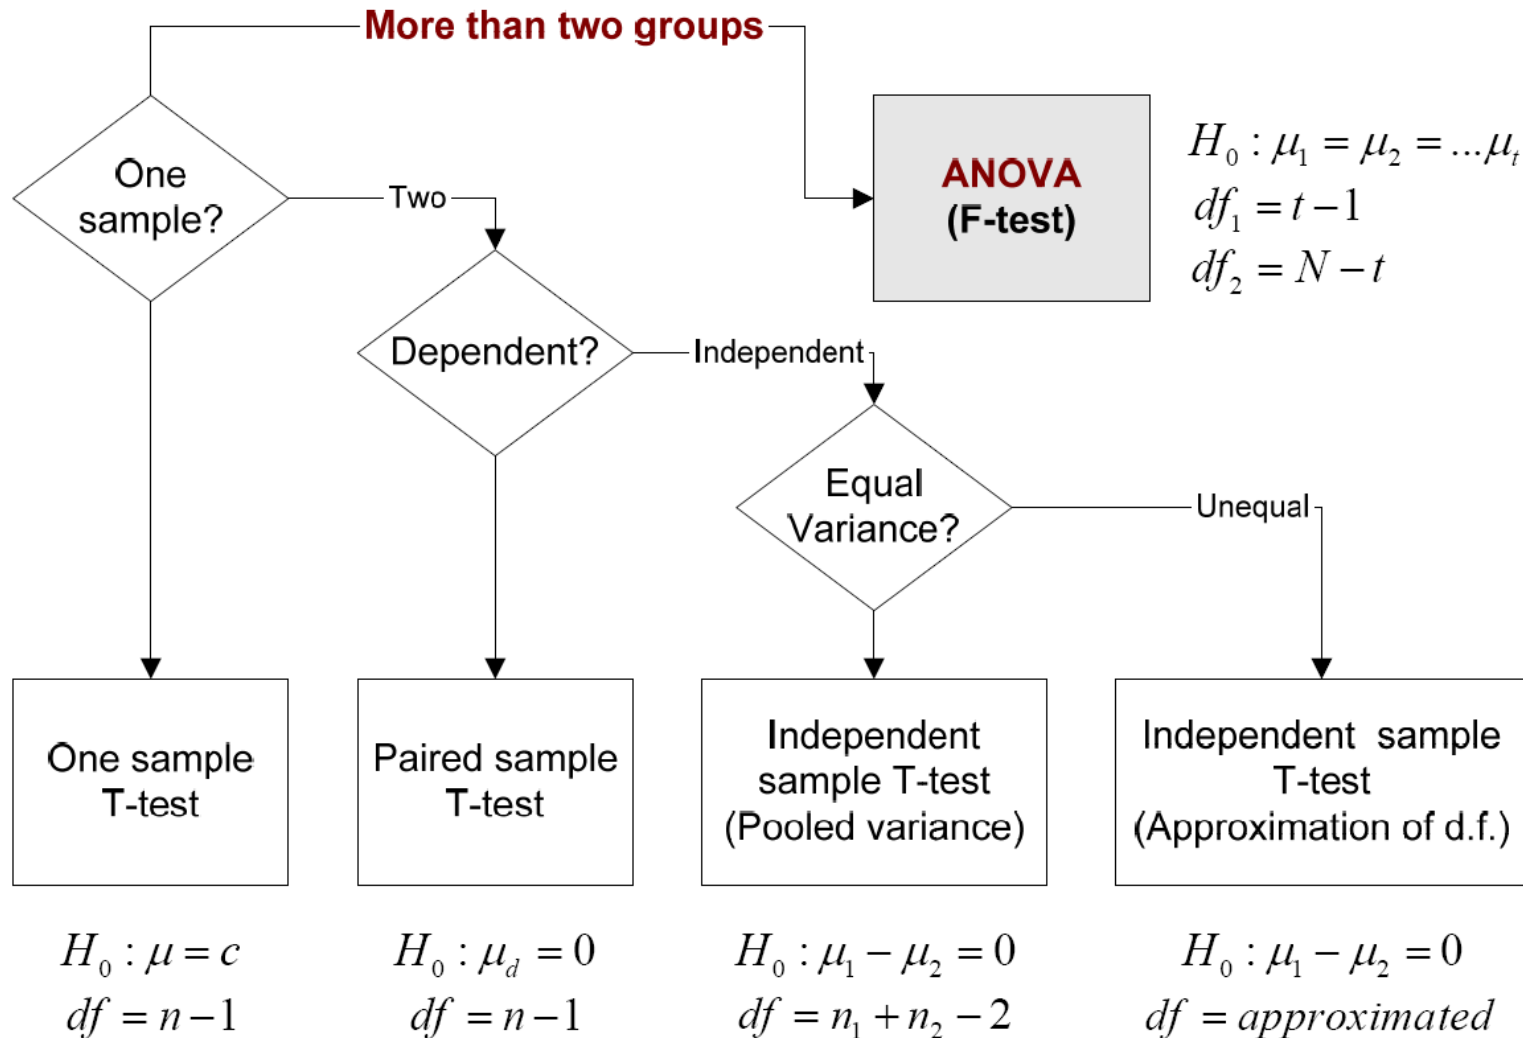 More than two groups
One
sample?
Two
ANOVA
(F-test)
H₀ : μ₁ = μ₂ = ...μₜ
df₁ = t − 1
df₂ = N − t
Dependent?
Independent
Equal
Variance?
Unequal
One sample
T-test
Paired sample
T-test
Independent
sample T-test
(Pooled variance)
Independent sample
T-test
(Approximation of d.f.)
H₀ : μ = c
df = n − 1
H₀ : μ_d = 0
df = n − 1
H₀ : μ₁ − μ₂ = 0
df = n₁ + n₂ − 2
H₀ : μ₁ − μ₂ = 0
df = approximated